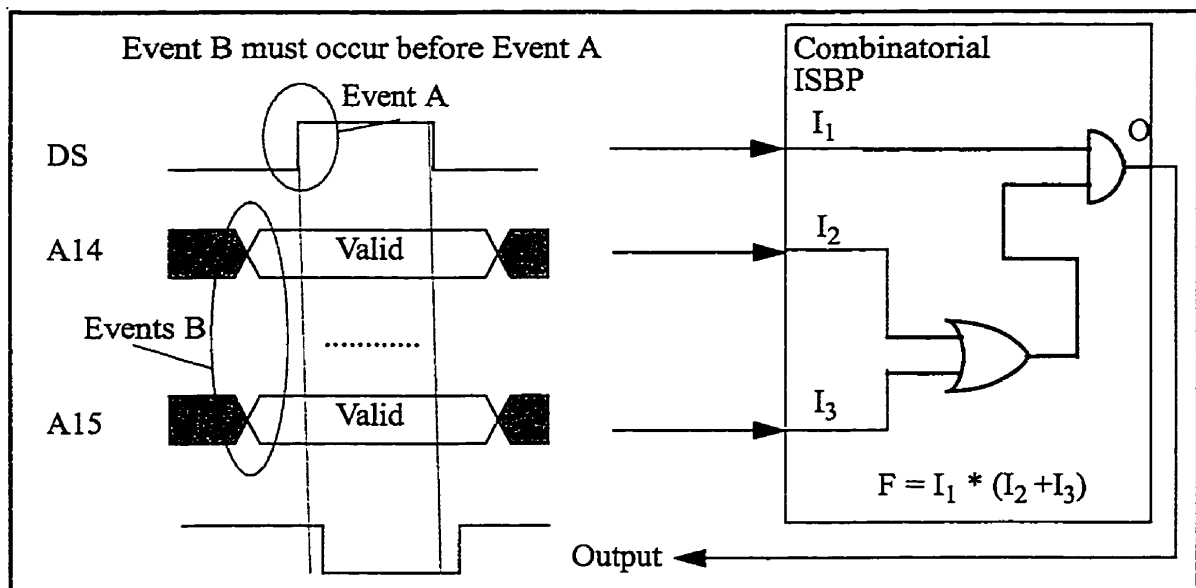 Event B must occur before Event A
Event A
DS
A14
Valid
Events B
............
A15
Valid
Combinatorial
ISBP
I₁
O
I₂
I₃
F = I₁ * (I₂ +I₃)
Output